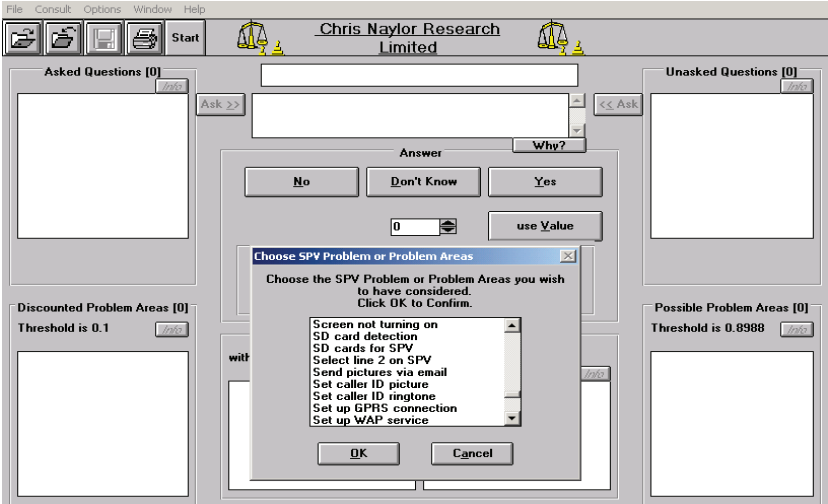 File Consult Options Window Help
Start
Chris Naylor Research
Limited
Asked Questions [0]
Info
Ask >>
<< Ask
Unasked Questions [0]
Info
Why?
Answer
No
Don't Know
Yes
0
use Value
Choose SPV Problem or Problem Areas
Choose the SPV Problem or Problem Areas you wish
to have considered.
Click OK to Confirm.
Screen not turning on
SD card detection
SD cards for SPV
Select line 2 on SPV
Send pictures via email
Set caller ID picture
Set caller ID ringtone
Set up GPRS connection
Set up WAP service
OK
Cancel
Discounted Problem Areas [0]
Threshold is 0.1
Info
with
Info
Possible Problem Areas [0]
Threshold is 0.8988
Info